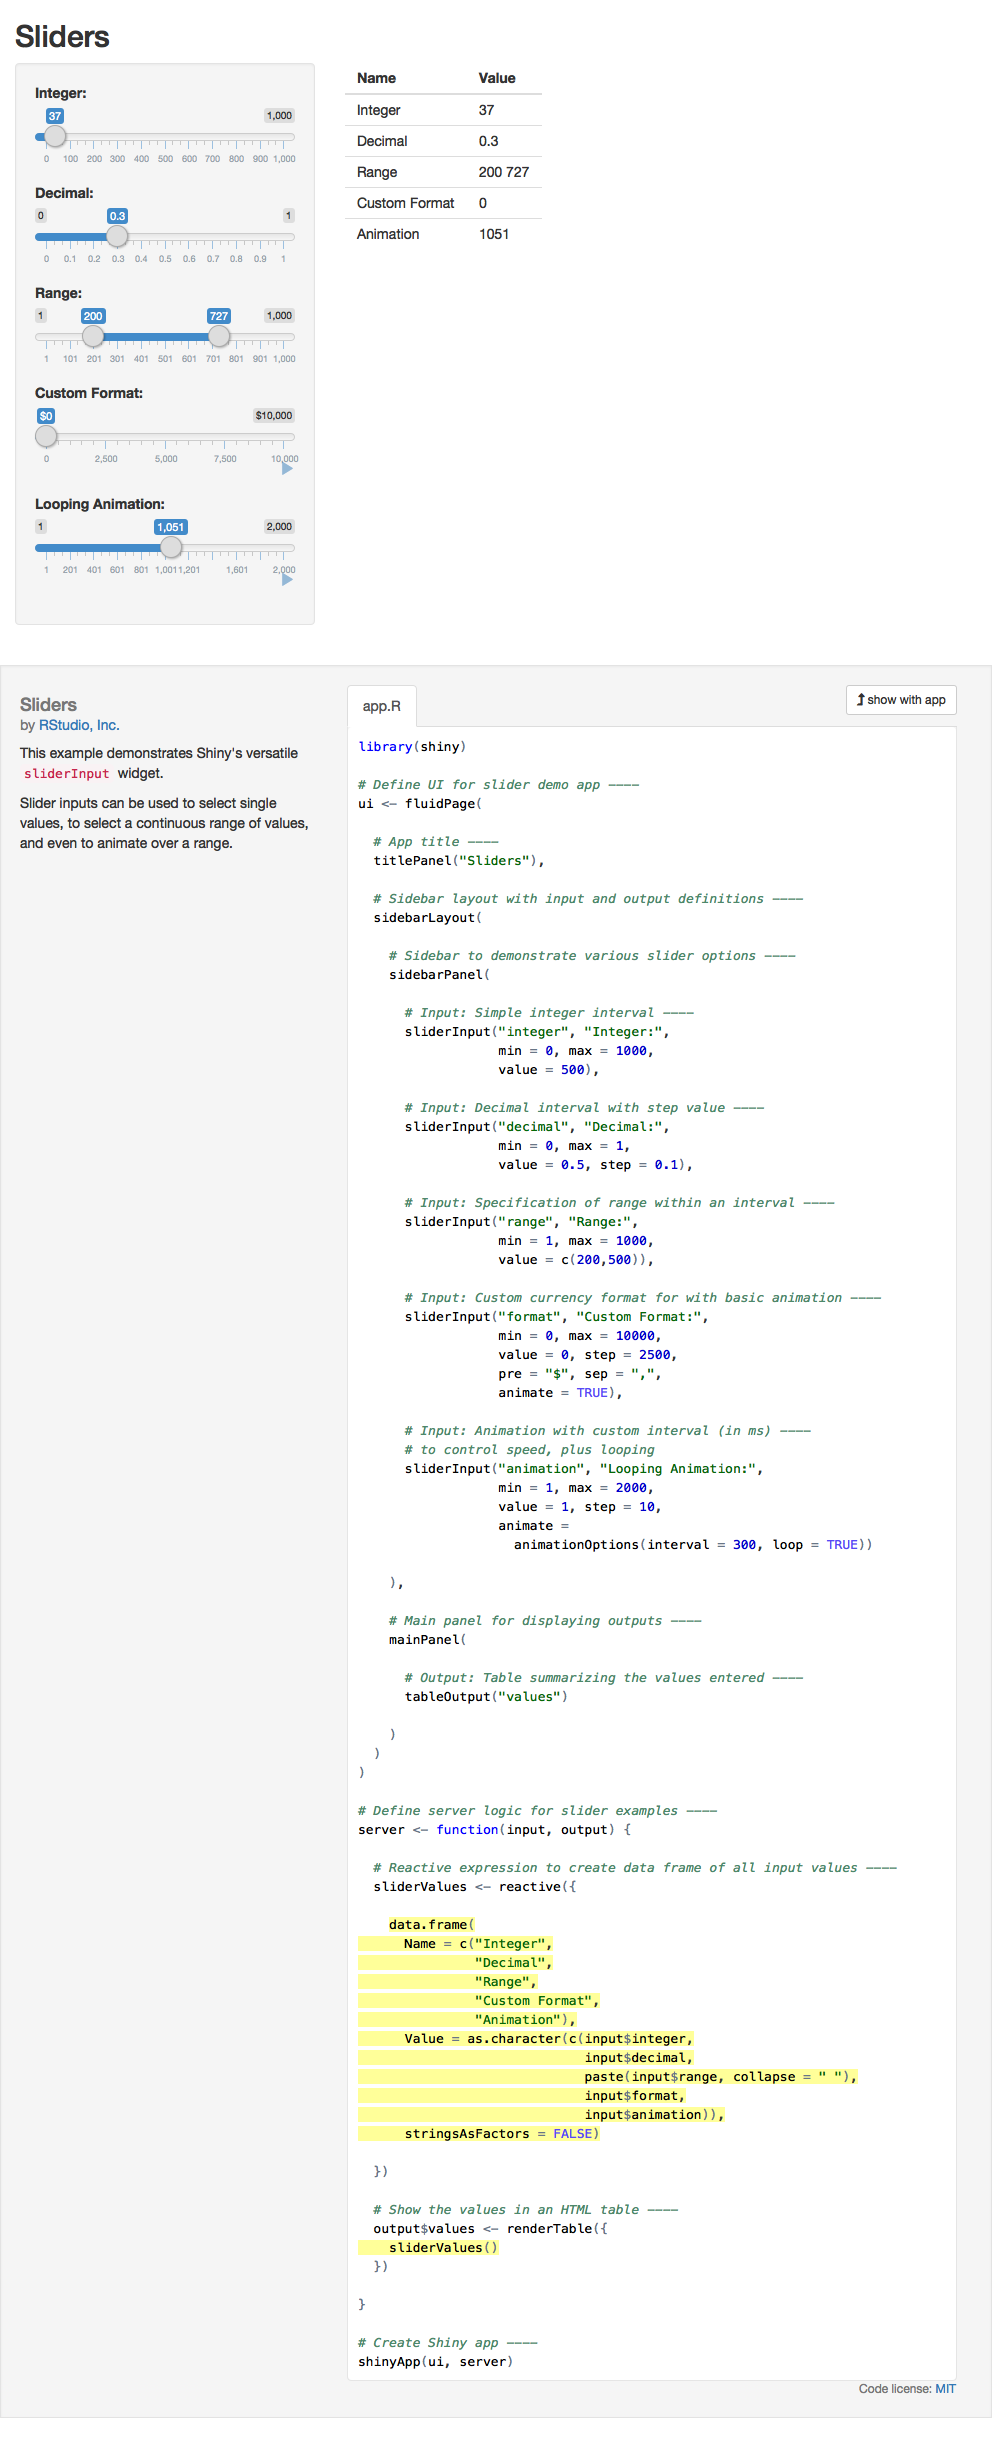 Sliders
Integer:
37 1,000
0 100 200 300 400 500 600 700 800 900 1,000
Decimal:
0 0.3 1
0 0.1 0.2 0.3 0.4 0.5 0.6 0.7 0.8 0.9 1
Range:
1 200 727 1,000
1 101 201 301 401 501 601 701 801 901 1,000
Custom Format:
$0 $10,000
0 2,500 5,000 7,500 10,000
Looping Animation:
1 1,051 2,000
1 201 401 601 801 1,001 1,201 1,601 2,000
Name Value
Integer 37
Decimal 0.3
Range 200 727
Custom Format 0
Animation 1051
Sliders
by RStudio, Inc.
This example demonstrates Shiny's versatile
sliderInput widget.
Slider inputs can be used to select single
values, to select a continuous range of values,
and even to animate over a range.
app.R
show with app
library(shiny)
# Define UI for slider demo app ----
ui <- fluidPage(
# App title ----
titlePanel("Sliders"),
# Sidebar layout with input and output definitions ----
sidebarLayout(
# Sidebar to demonstrate various slider options ----
sidebarPanel(
# Input: Simple integer interval ----
sliderInput("integer", "Integer:",
min = 0, max = 1000,
value = 500),
# Input: Decimal interval with step value ----
sliderInput("decimal", "Decimal:",
min = 0, max = 1,
value = 0.5, step = 0.1),
# Input: Specification of range within an interval ----
sliderInput("range", "Range:",
min = 1, max = 1000,
value = c(200,500)),
# Input: Custom currency format for with basic animation ----
sliderInput("format", "Custom Format:",
min = 0, max = 10000,
value = 0, step = 2500,
pre = "$", sep = ",",
animate = TRUE),
# Input: Animation with custom interval (in ms) ----
# to control speed, plus looping
sliderInput("animation", "Looping Animation:",
min = 1, max = 2000,
value = 1, step = 10,
animate =
animationOptions(interval = 300, loop = TRUE))
),
# Main panel for displaying outputs ----
mainPanel(
# Output: Table summarizing the values entered ----
tableOutput("values")
)
)
)
# Define server logic for slider examples ----
server <- function(input, output) {
# Reactive expression to create data frame of all input values ----
sliderValues <- reactive({
data.frame(
Name = c("Integer",
"Decimal",
"Range",
"Custom Format",
"Animation"),
Value = as.character(c(input$integer,
input$decimal,
paste(input$range, collapse = " "),
input$format,
input$animation)),
stringsAsFactors = FALSE)
})
# Show the values in an HTML table ----
output$values <- renderTable({
sliderValues()
})
}
# Create Shiny app ----
shinyApp(ui, server)
Code license: MIT